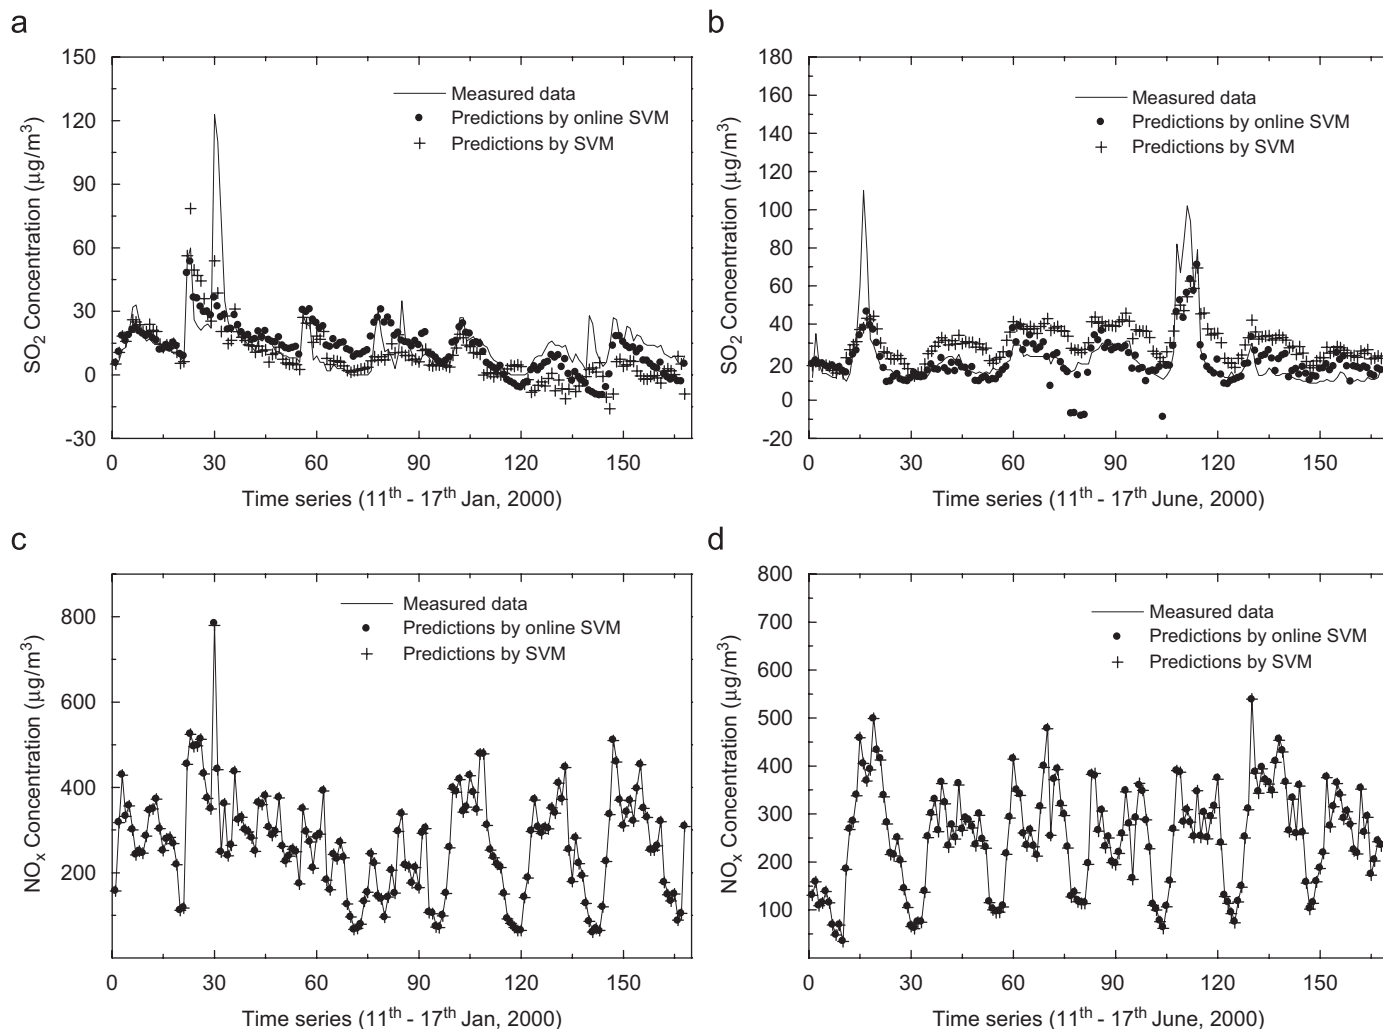 a
150
120
90
60
30
0
-30
SO2 Concentration (μg/m3)
Measured data
Predictions by online SVM
Predictions by SVM
0 30 60 90 120 150
Time series (11th - 17th Jan, 2000)
b
180
160
140
120
100
80
60
40
20
0
-20
SO2 Concentration (μg/m3)
Measured data
Predictions by online SVM
Predictions by SVM
0 30 60 90 120 150
Time series (11th - 17th June, 2000)
c
800
600
400
200
NOx Concentration (μg/m3)
Measured data
Predictions by online SVM
Predictions by SVM
0 30 60 90 120 150
Time series (11th - 17th Jan, 2000)
d
800
700
600
500
400
300
200
100
NOx Concentration (μg/m3)
Measured data
Predictions by online SVM
Predictions by SVM
0 30 60 90 120 150
Time series (11th - 17th June, 2000)